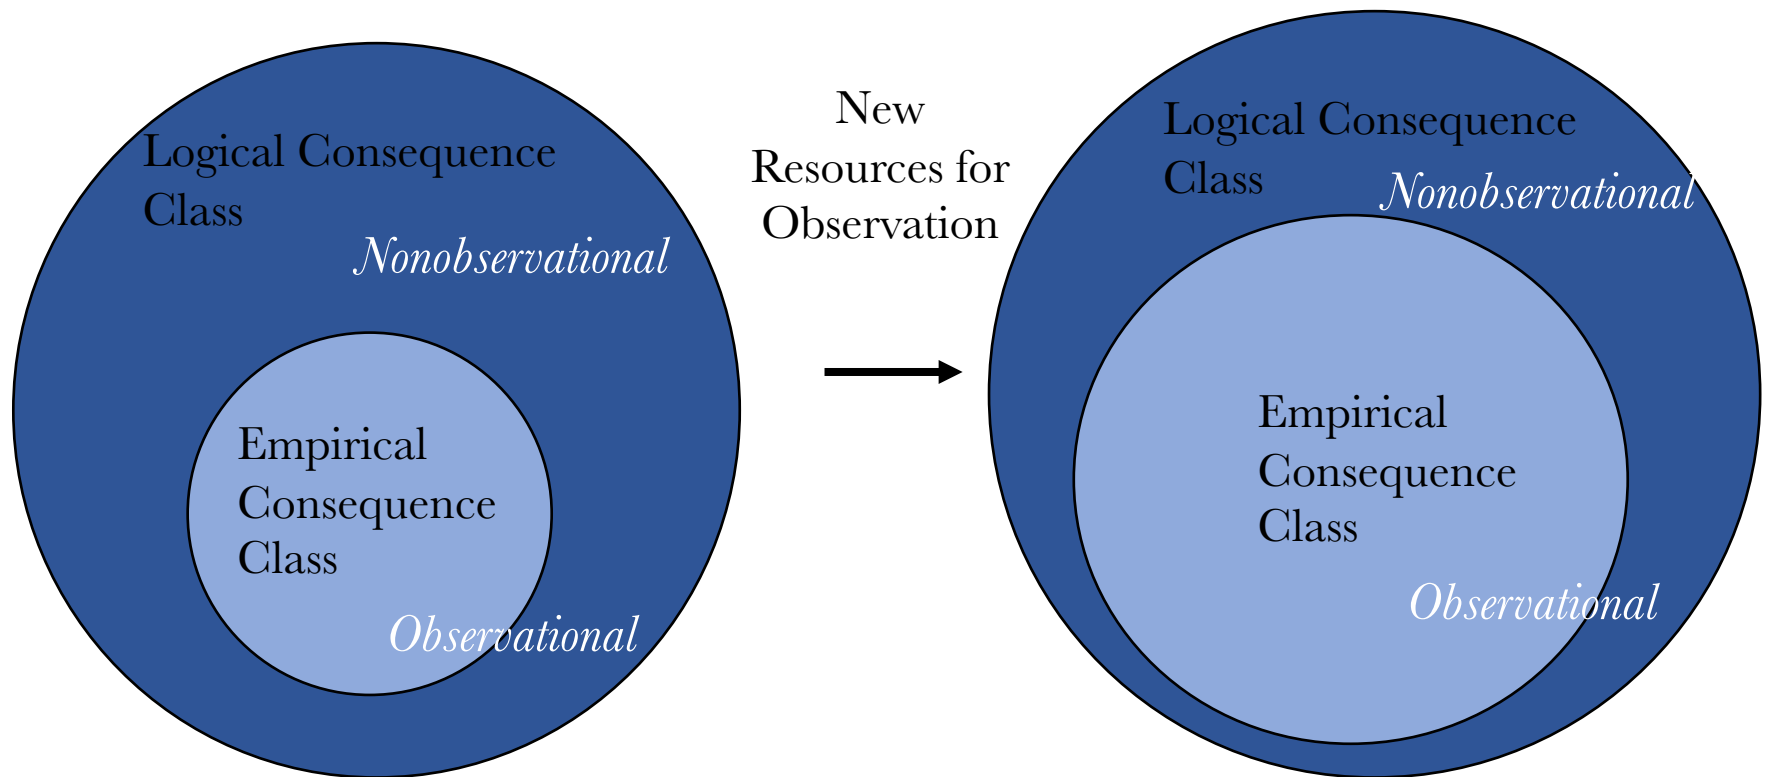 Logical Consequence
Class
Nonobservational
Empirical
Consequence
Class
Observational
New
Resources for
Observation
Logical Consequence
Class
Nonobservational
Empirical
Consequence
Class
Observational